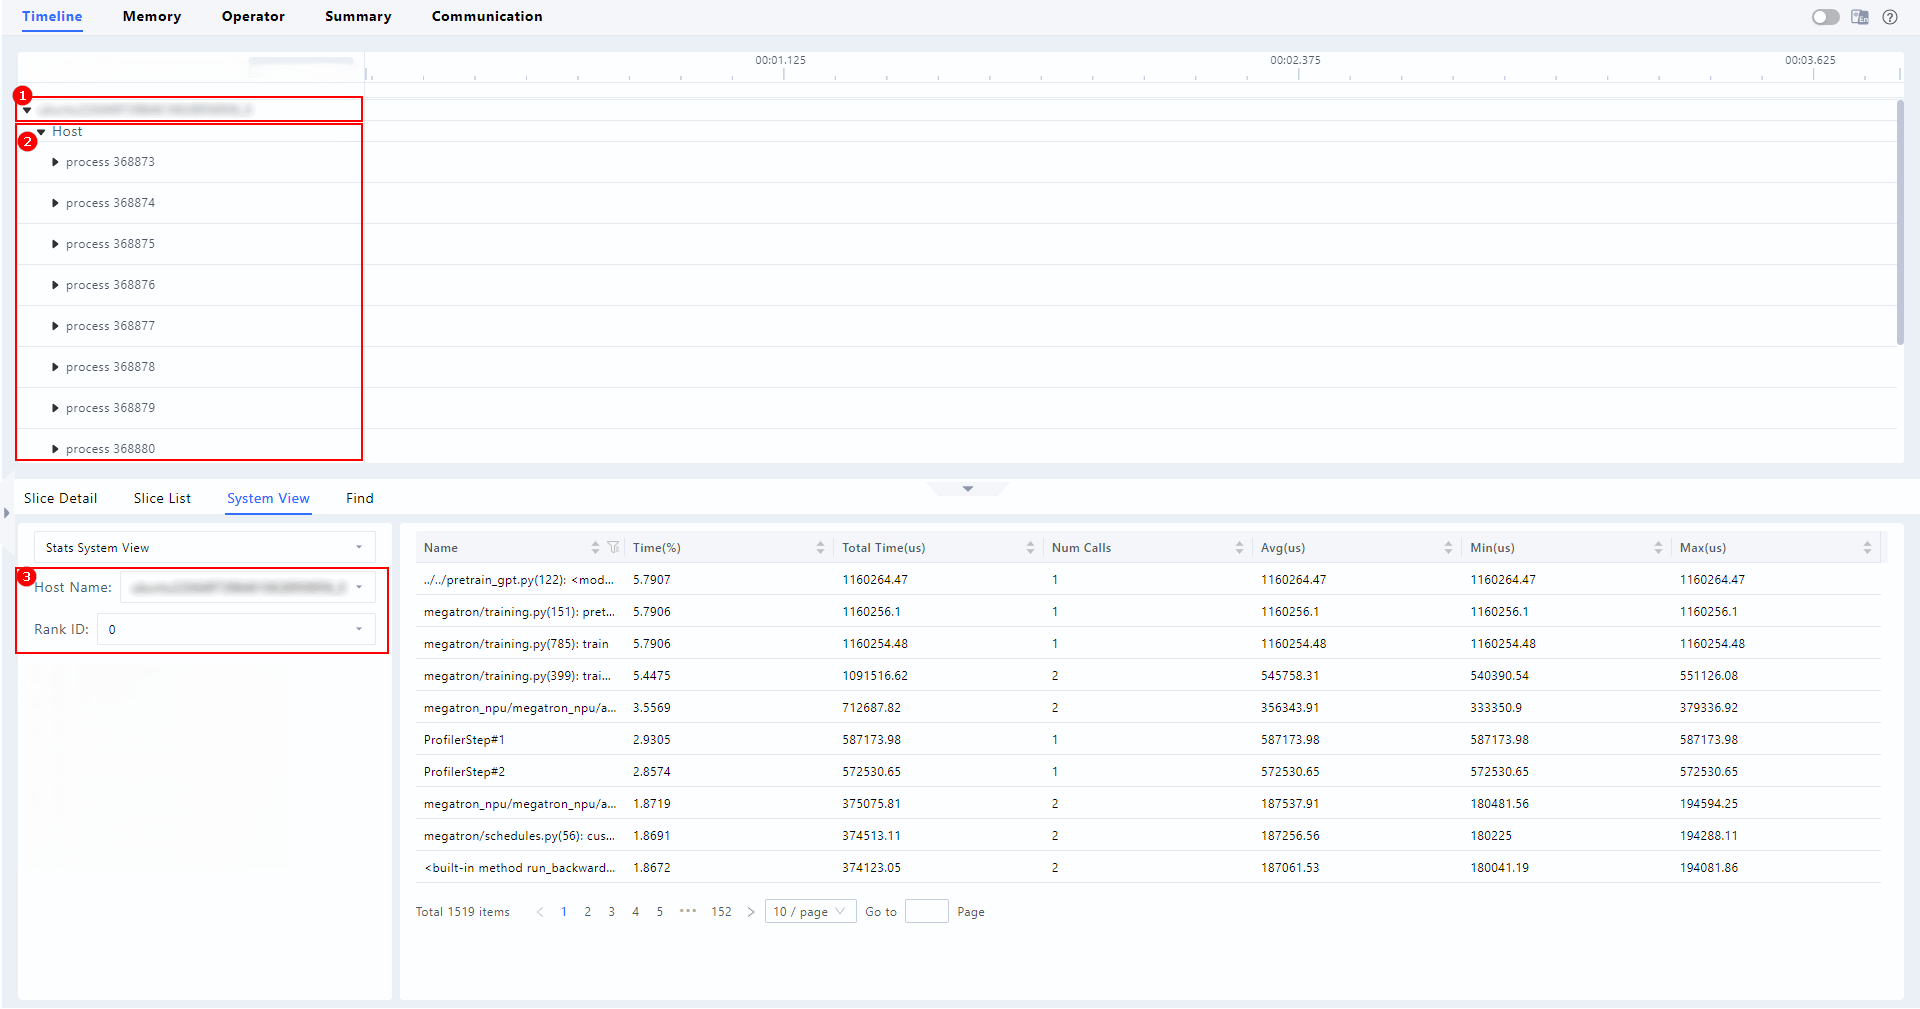 Timeline Memory Operator Summary Communication
00:01.125 00:02.375 00:03.625
1
2 Host
process 368873
process 368874
process 368875
process 368876
process 368877
process 368878
process 368879
process 368880
Slice Detail Slice List System View Find
Stats System View
3 Host Name:
Rank ID: 0
Name Time(%) Total Time(us) Num Calls Avg(us) Min(us) Max(us)
../../pretrain_gpt.py(122): <mod... 5.7907 1160264.47 1 1160264.47 1160264.47 1160264.47
megatron/training.py(151): pret... 5.7906 1160256.1 1 1160256.1 1160256.1 1160256.1
megatron/training.py(785): train 5.7906 1160254.48 1 1160254.48 1160254.48 1160254.48
megatron/training.py(399): trai... 5.4475 1091516.62 2 545758.31 540390.54 551126.08
megatron_npu/megatron_npu/a... 3.5569 712687.82 2 356343.91 333350.9 379336.92
ProfilerStep#1 2.9305 587173.98 1 587173.98 587173.98 587173.98
ProfilerStep#2 2.8574 572530.65 1 572530.65 572530.65 572530.65
megatron_npu/megatron_npu/a... 1.8719 375075.81 2 187537.91 180481.56 194594.25
megatron/schedules.py(56): cus... 1.8691 374513.11 2 187256.56 180225 194288.11
<built-in method run_backward... 1.8672 374123.05 2 187061.53 180041.19 194081.86
Total 1519 items < 1 2 3 4 5 ••• 152 > 10 / page Go to Page